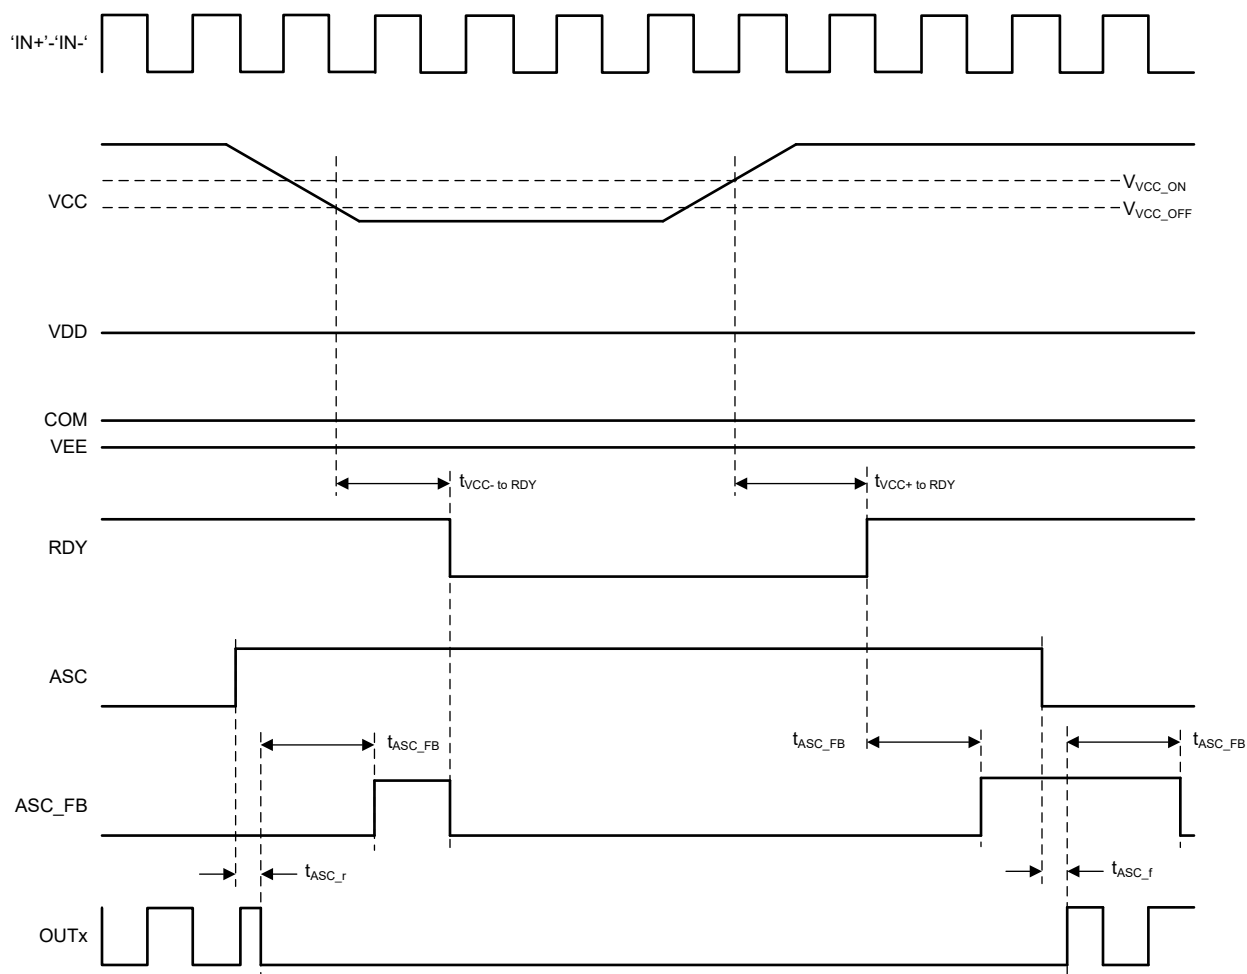 ‘IN+’-‘IN-‘
VCC
V_VCC_ON
V_VCC_OFF
VDD
COM
VEE
t_VCC- to RDY
t_VCC+ to RDY
RDY
ASC
t_ASC_FB
t_ASC_FB
t_ASC_FB
ASC_FB
t_ASC_r
t_ASC_f
OUTx